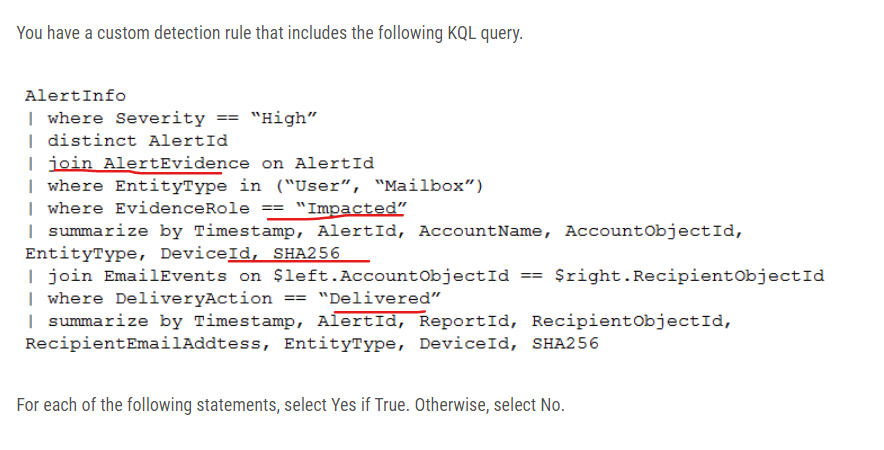 You have a custom detection rule that includes the following KQL query.
AlertInfo
| where Severity == “High”
| distinct AlertId
| join AlertEvidence on AlertId
| where EntityType in (“User”, “Mailbox”)
| where EvidenceRole == “Impacted”
| summarize by Timestamp, AlertId, AccountName, AccountObjectId,
EntityType, DeviceId, SHA256
| join EmailEvents on $left.AccountObjectId == $right.RecipientObjectId
| where DeliveryAction == “Delivered”
| summarize by Timestamp, AlertId, ReportId, RecipientObjectId,
RecipientEmailAddtess, EntityType, DeviceId, SHA256
For each of the following statements, select Yes if True. Otherwise, select No.